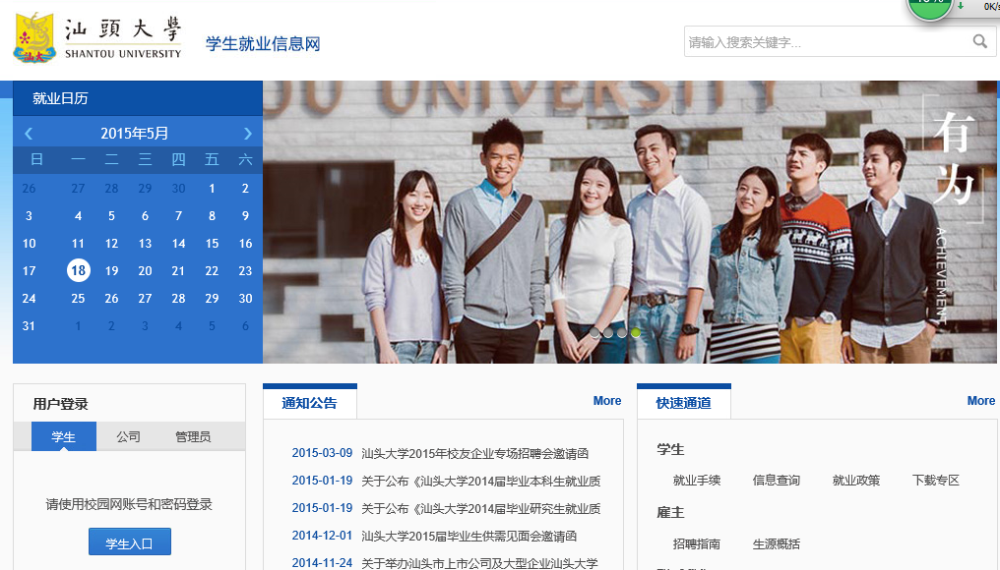 汕頭大學
SHANTOU UNIVERSITY
学生就业信息网
请输入搜索关键字...
0K/s
就业日历
2015年5月
日 一 二 三 四 五 六
26 27 28 29 30 1 2
3 4 5 6 7 8 9
10 11 12 13 14 15 16
17 18 19 20 21 22 23
24 25 26 27 28 29 30
31 1 2 3 4 5 6
OU UNIVERSITY
有为
ACHIEVEMENT
用户登录
学生 公司 管理员
请使用校园网账号和密码登录
学生入口
通知公告 More
2015-03-09 汕头大学2015年校友企业专场招聘会邀请函
2015-01-19 关于公布《汕头大学2014届毕业本科生就业质
2015-01-19 关于公布《汕头大学2014届毕业研究生就业质
2014-12-01 汕头大学2015届毕业生供需见面会邀请函
2014-11-24 关于举办汕头市上市公司及大型企业汕头大学
快速通道 More
学生
就业手续 信息查询 就业政策 下载专区
雇主
招聘指南 生源概括